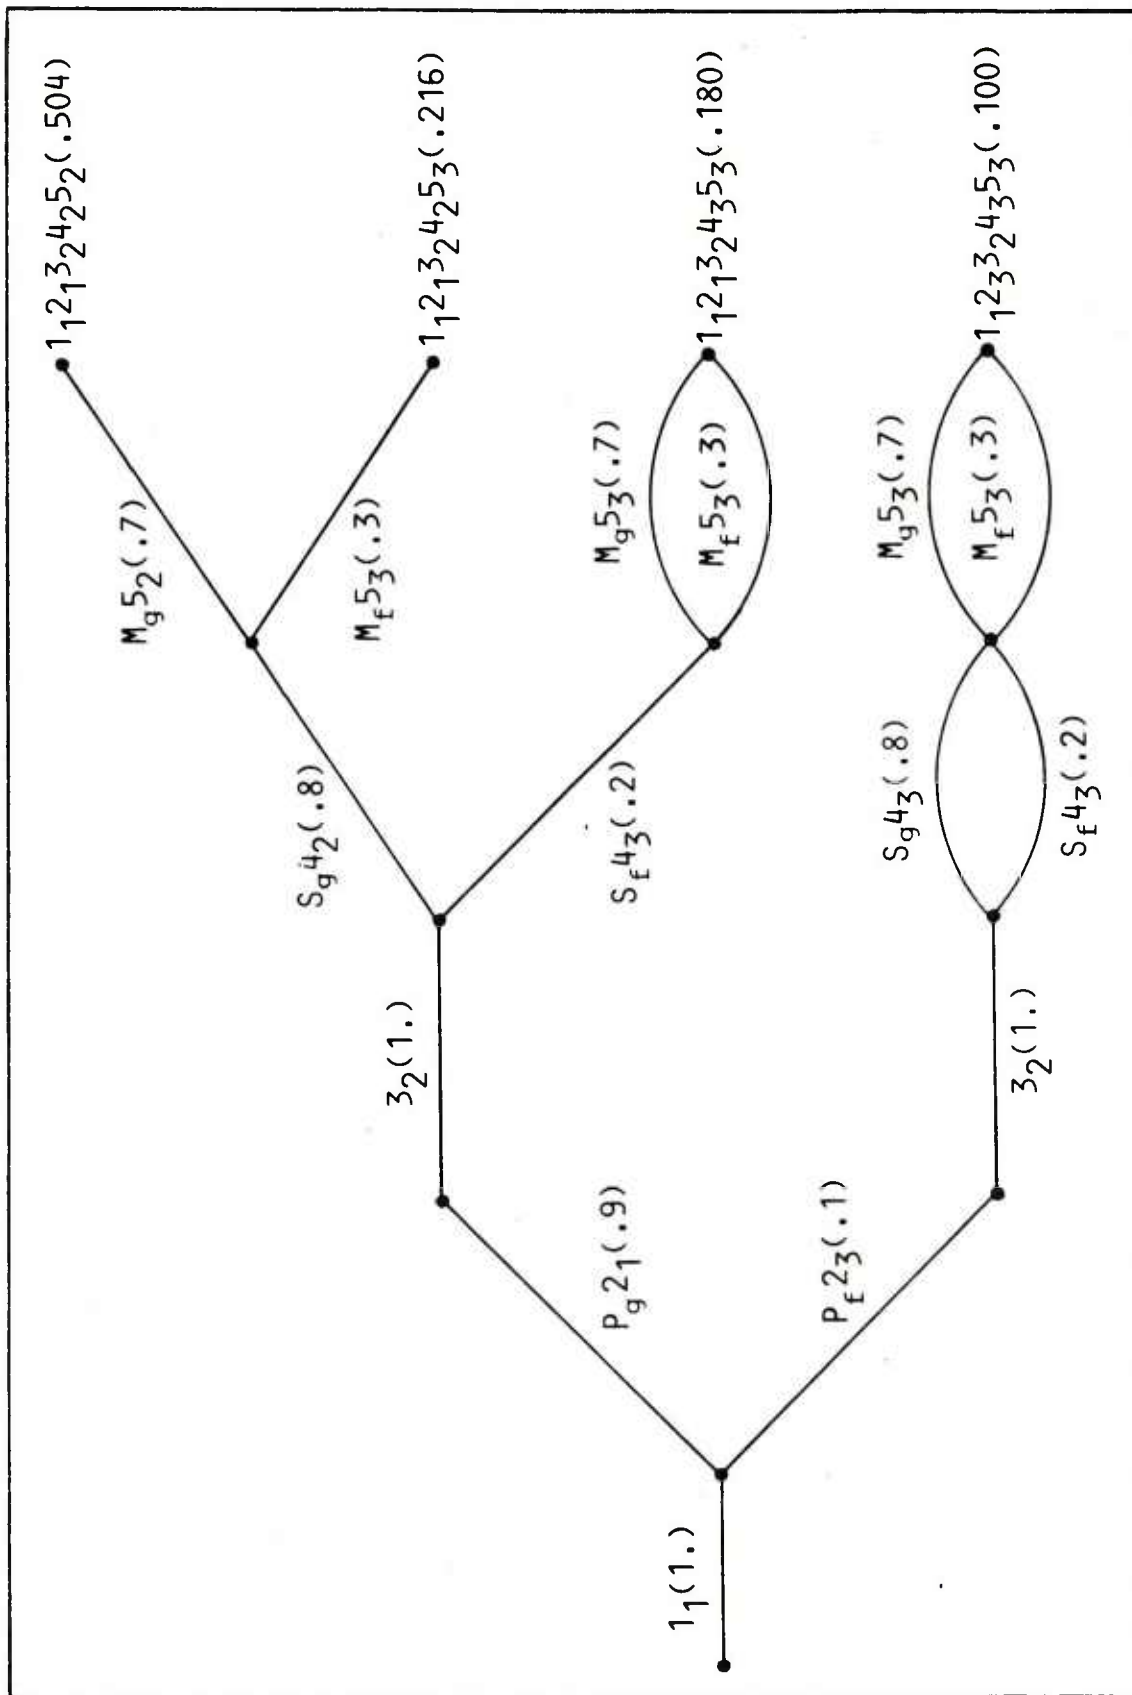 1₁(1.)
P_g2₁(.9)
P_f2₃(.1)
3₂(1.)
3₂(1.)
S_g4₂(.8)
S_f4₃(.2)
S_g4₃(.8)
S_f4₃(.2)
M_g5₂(.7)
M_f5₃(.3)
M_g5₃(.7)
M_f5₃(.3)
M_g5₃(.7)
M_f5₃(.3)
1₁2₁3₂4₂5₂(.504)
1₁2₁3₂4₂5₃(.216)
1₁2₁3₂4₃5₃(.180)
1₁2₃3₂4₃5₃(.100)